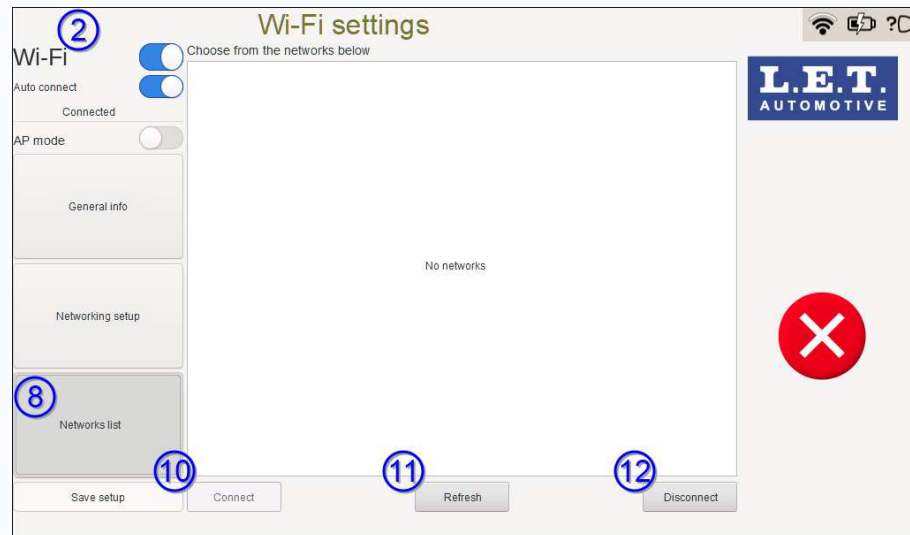 Wi-Fi settings
2
?
Wi-Fi
Choose from the networks below
Auto connect
Connected
AP mode
L.E.T.
AUTOMOTIVE
General info
No networks
Networking setup
8
Networks list
10
11
12
Save setup
Connect
Refresh
Disconnect